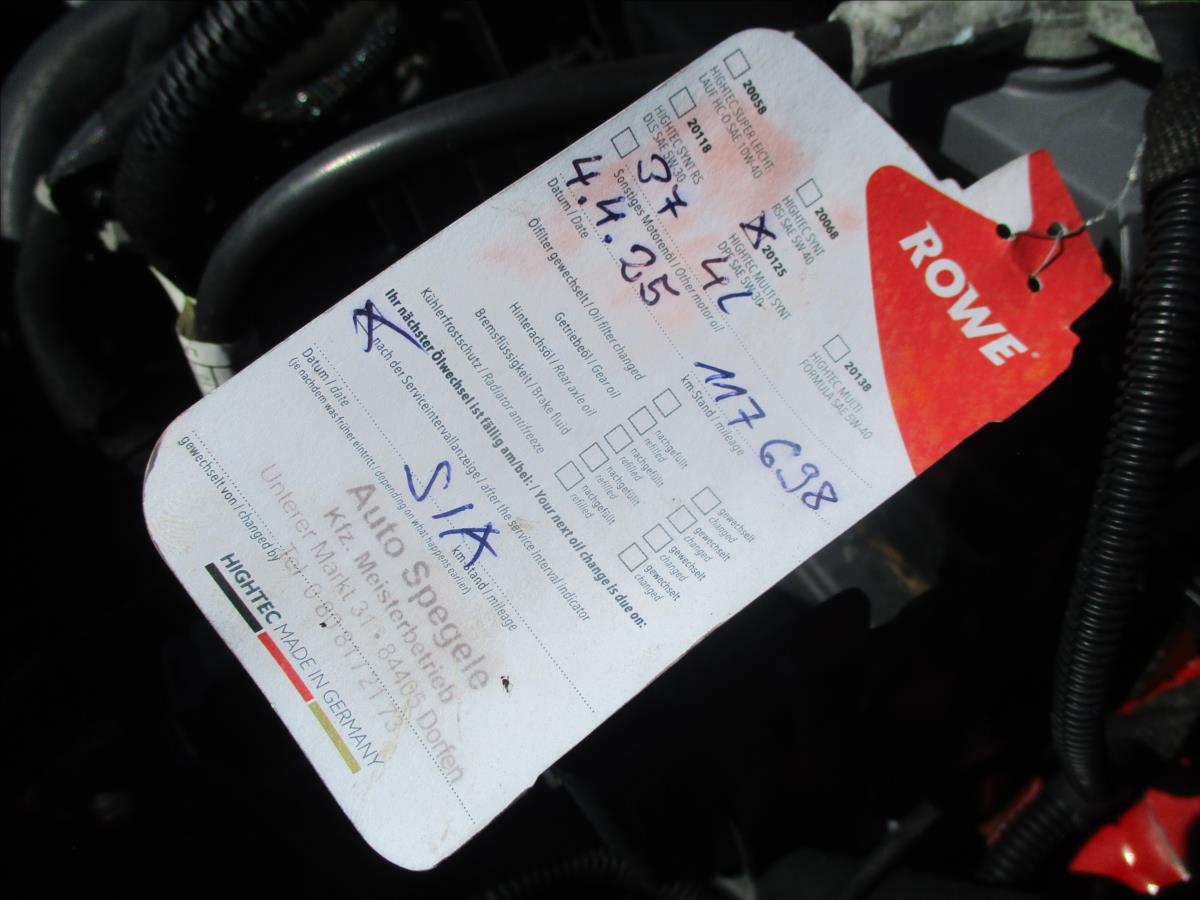 ROWE
20058
HIGHTEC SUPER LEICHT
LAUF HC-O SAE 10W-40
20068
HIGHTEC SYNT
RSI SAE 5W-40
20138
HIGHTEC MULTI
FORMULA SAE 5W-40
20118
HIGHTEC SYNT RS
DLS SAE 5W-30
20125
HIGHTEC MULTI SYNT
DPF SAE 5W-30
Sonstiges Motorenöl / Other motor oil
37 4L
4.4.25 117 698
Datum / Date km-Stand / mileage
Ölfilter gewechselt / Oil filter changed
Getriebeöl / Gear oil nachgefüllt refilled gewechselt changed
Hinterachsöl / Rear axle oil nachgefüllt refilled gewechselt changed
Bremsflüssigkeit / Brake fluid nachgefüllt refilled gewechselt changed
Kühlerfrostschutz / Radiator antifreeze nachgefüllt refilled
Ihr nächster Ölwechsel ist fällig am/bei: / Your next oil change is due on:
nach der Serviceintervallanzeige / after the service interval indicator
SIA
Datum / date km-Stand / mileage
(je nachdem was früher eintritt / depending on what happens earlier)
Auto Spegele
Kfz. Meisterbetrieb
Unterer Markt 31 • 84405 Dorfen
gewechselt von / changed by
HIGHTEC MADE IN GERMANY